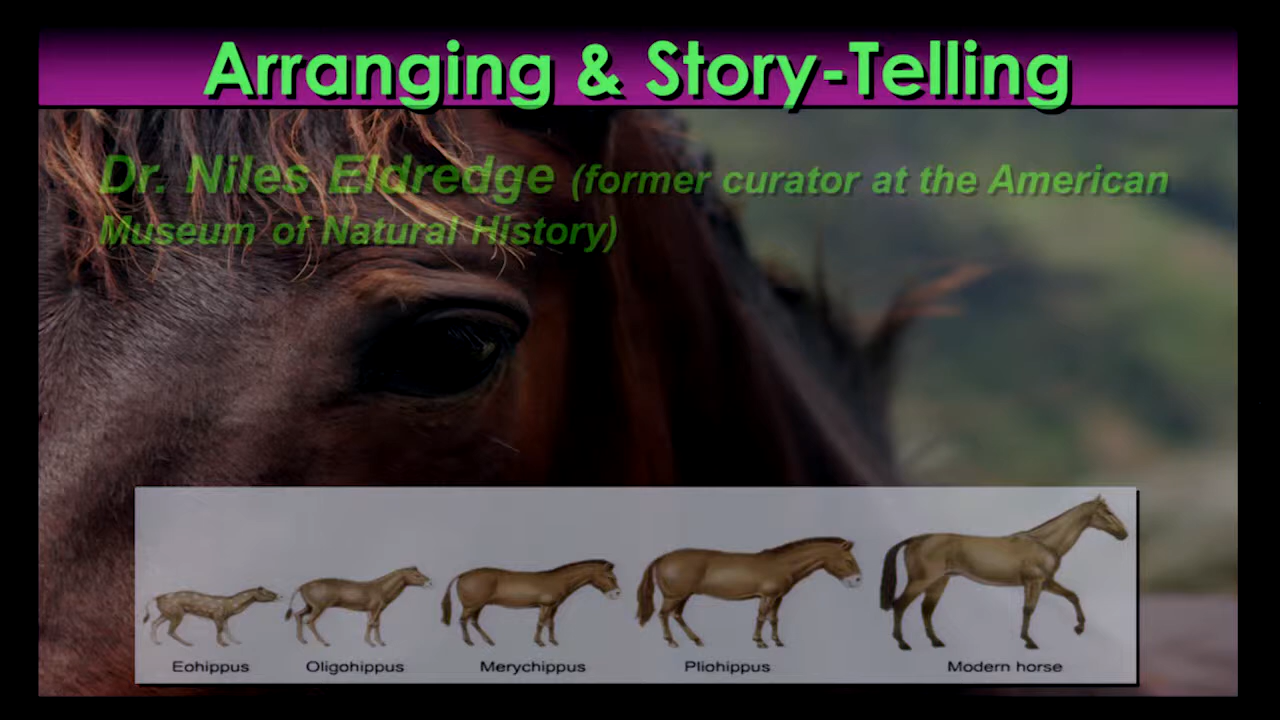 Arranging & Story-Telling
Dr. Niles Eldredge (former curator at the American
Museum of Natural History)
Eohippus Oligohippus Merychippus Pliohippus Modern horse